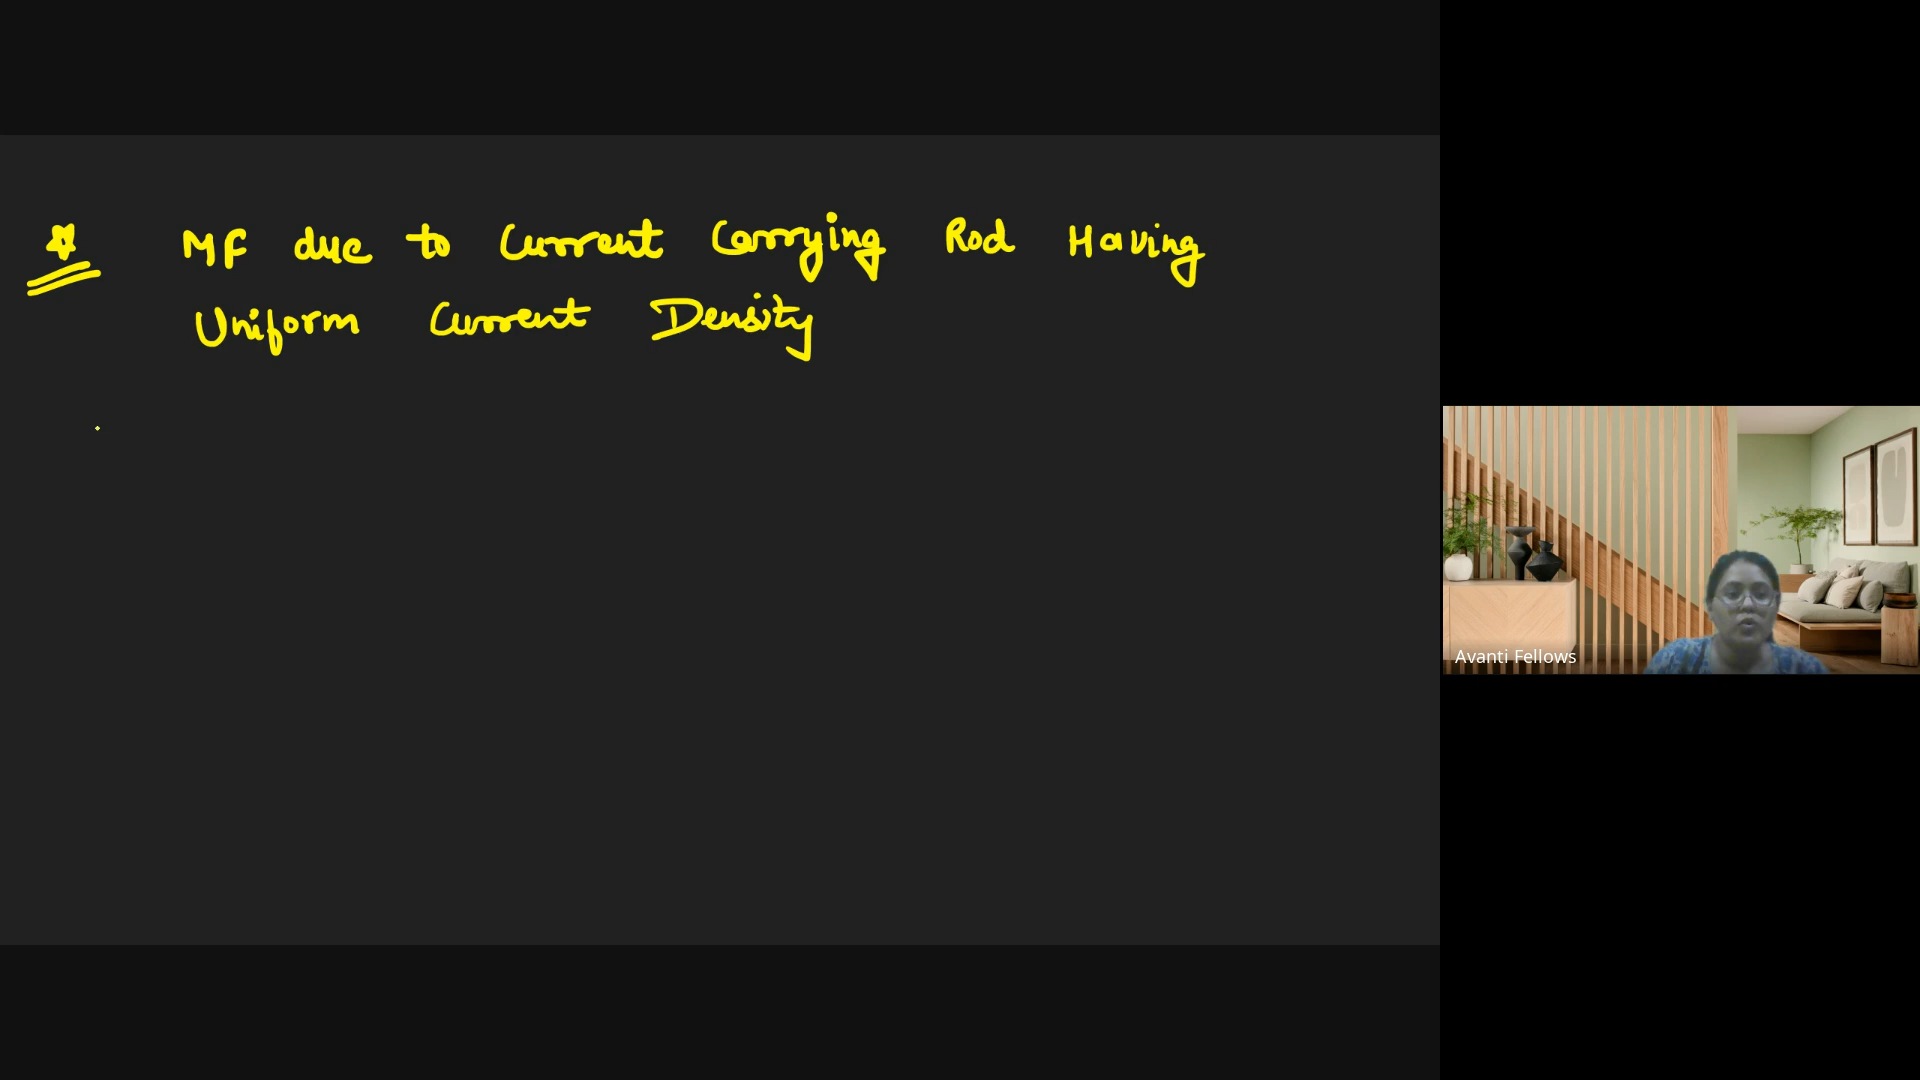 MF due to Current Carrying Rod Having
Uniform Current Density
Avanti Fellows